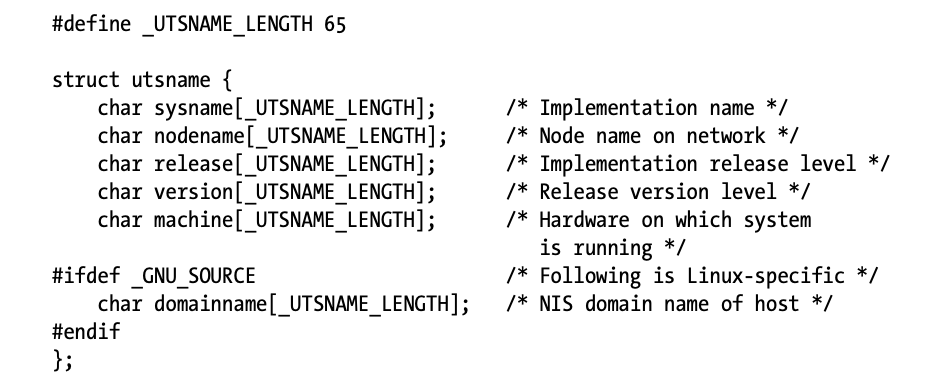 #define _UTSNAME_LENGTH 65
struct utsname {
char sysname[_UTSNAME_LENGTH]; /* Implementation name */
char nodename[_UTSNAME_LENGTH]; /* Node name on network */
char release[_UTSNAME_LENGTH]; /* Implementation release level */
char version[_UTSNAME_LENGTH]; /* Release version level */
char machine[_UTSNAME_LENGTH]; /* Hardware on which system
is running */
#ifdef _GNU_SOURCE /* Following is Linux-specific */
char domainname[_UTSNAME_LENGTH]; /* NIS domain name of host */
#endif
};